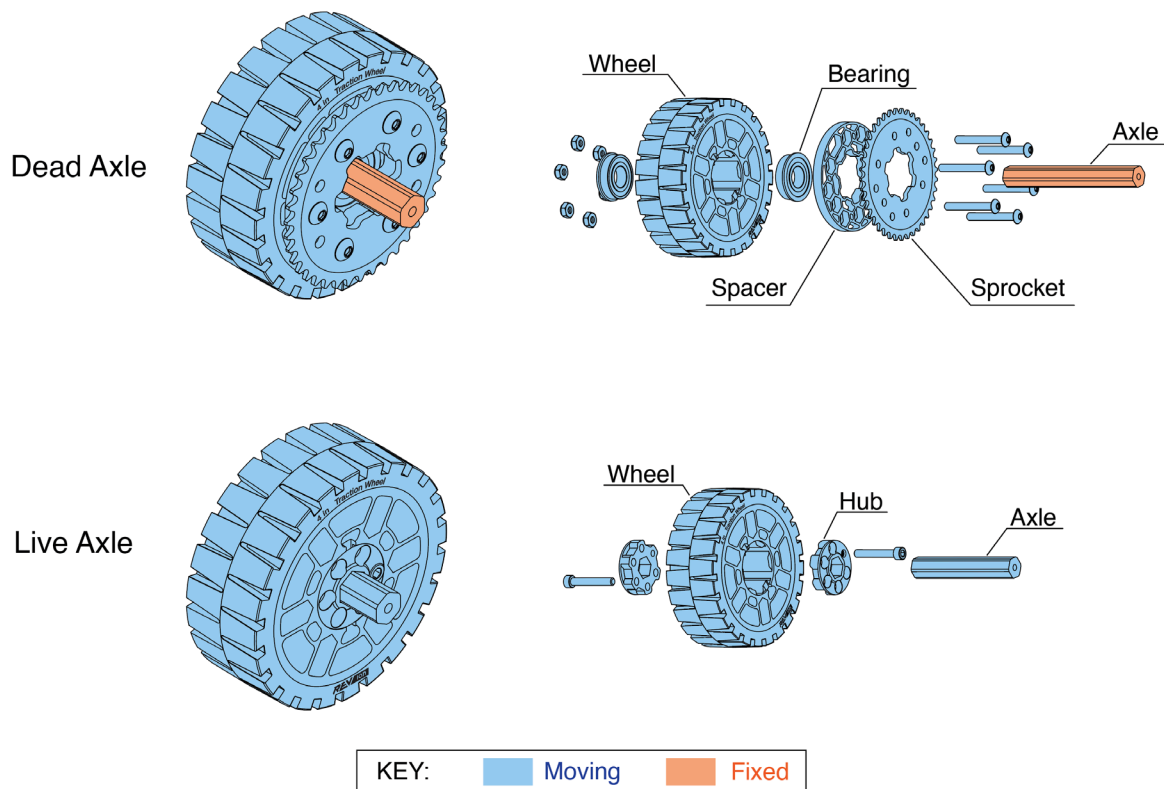 Dead Axle
Wheel
Bearing
Axle
Spacer
Sprocket
4 in Traction Wheel
Live Axle
Wheel
Hub
Axle
4 in Traction Wheel
REV
KEY: Moving Fixed